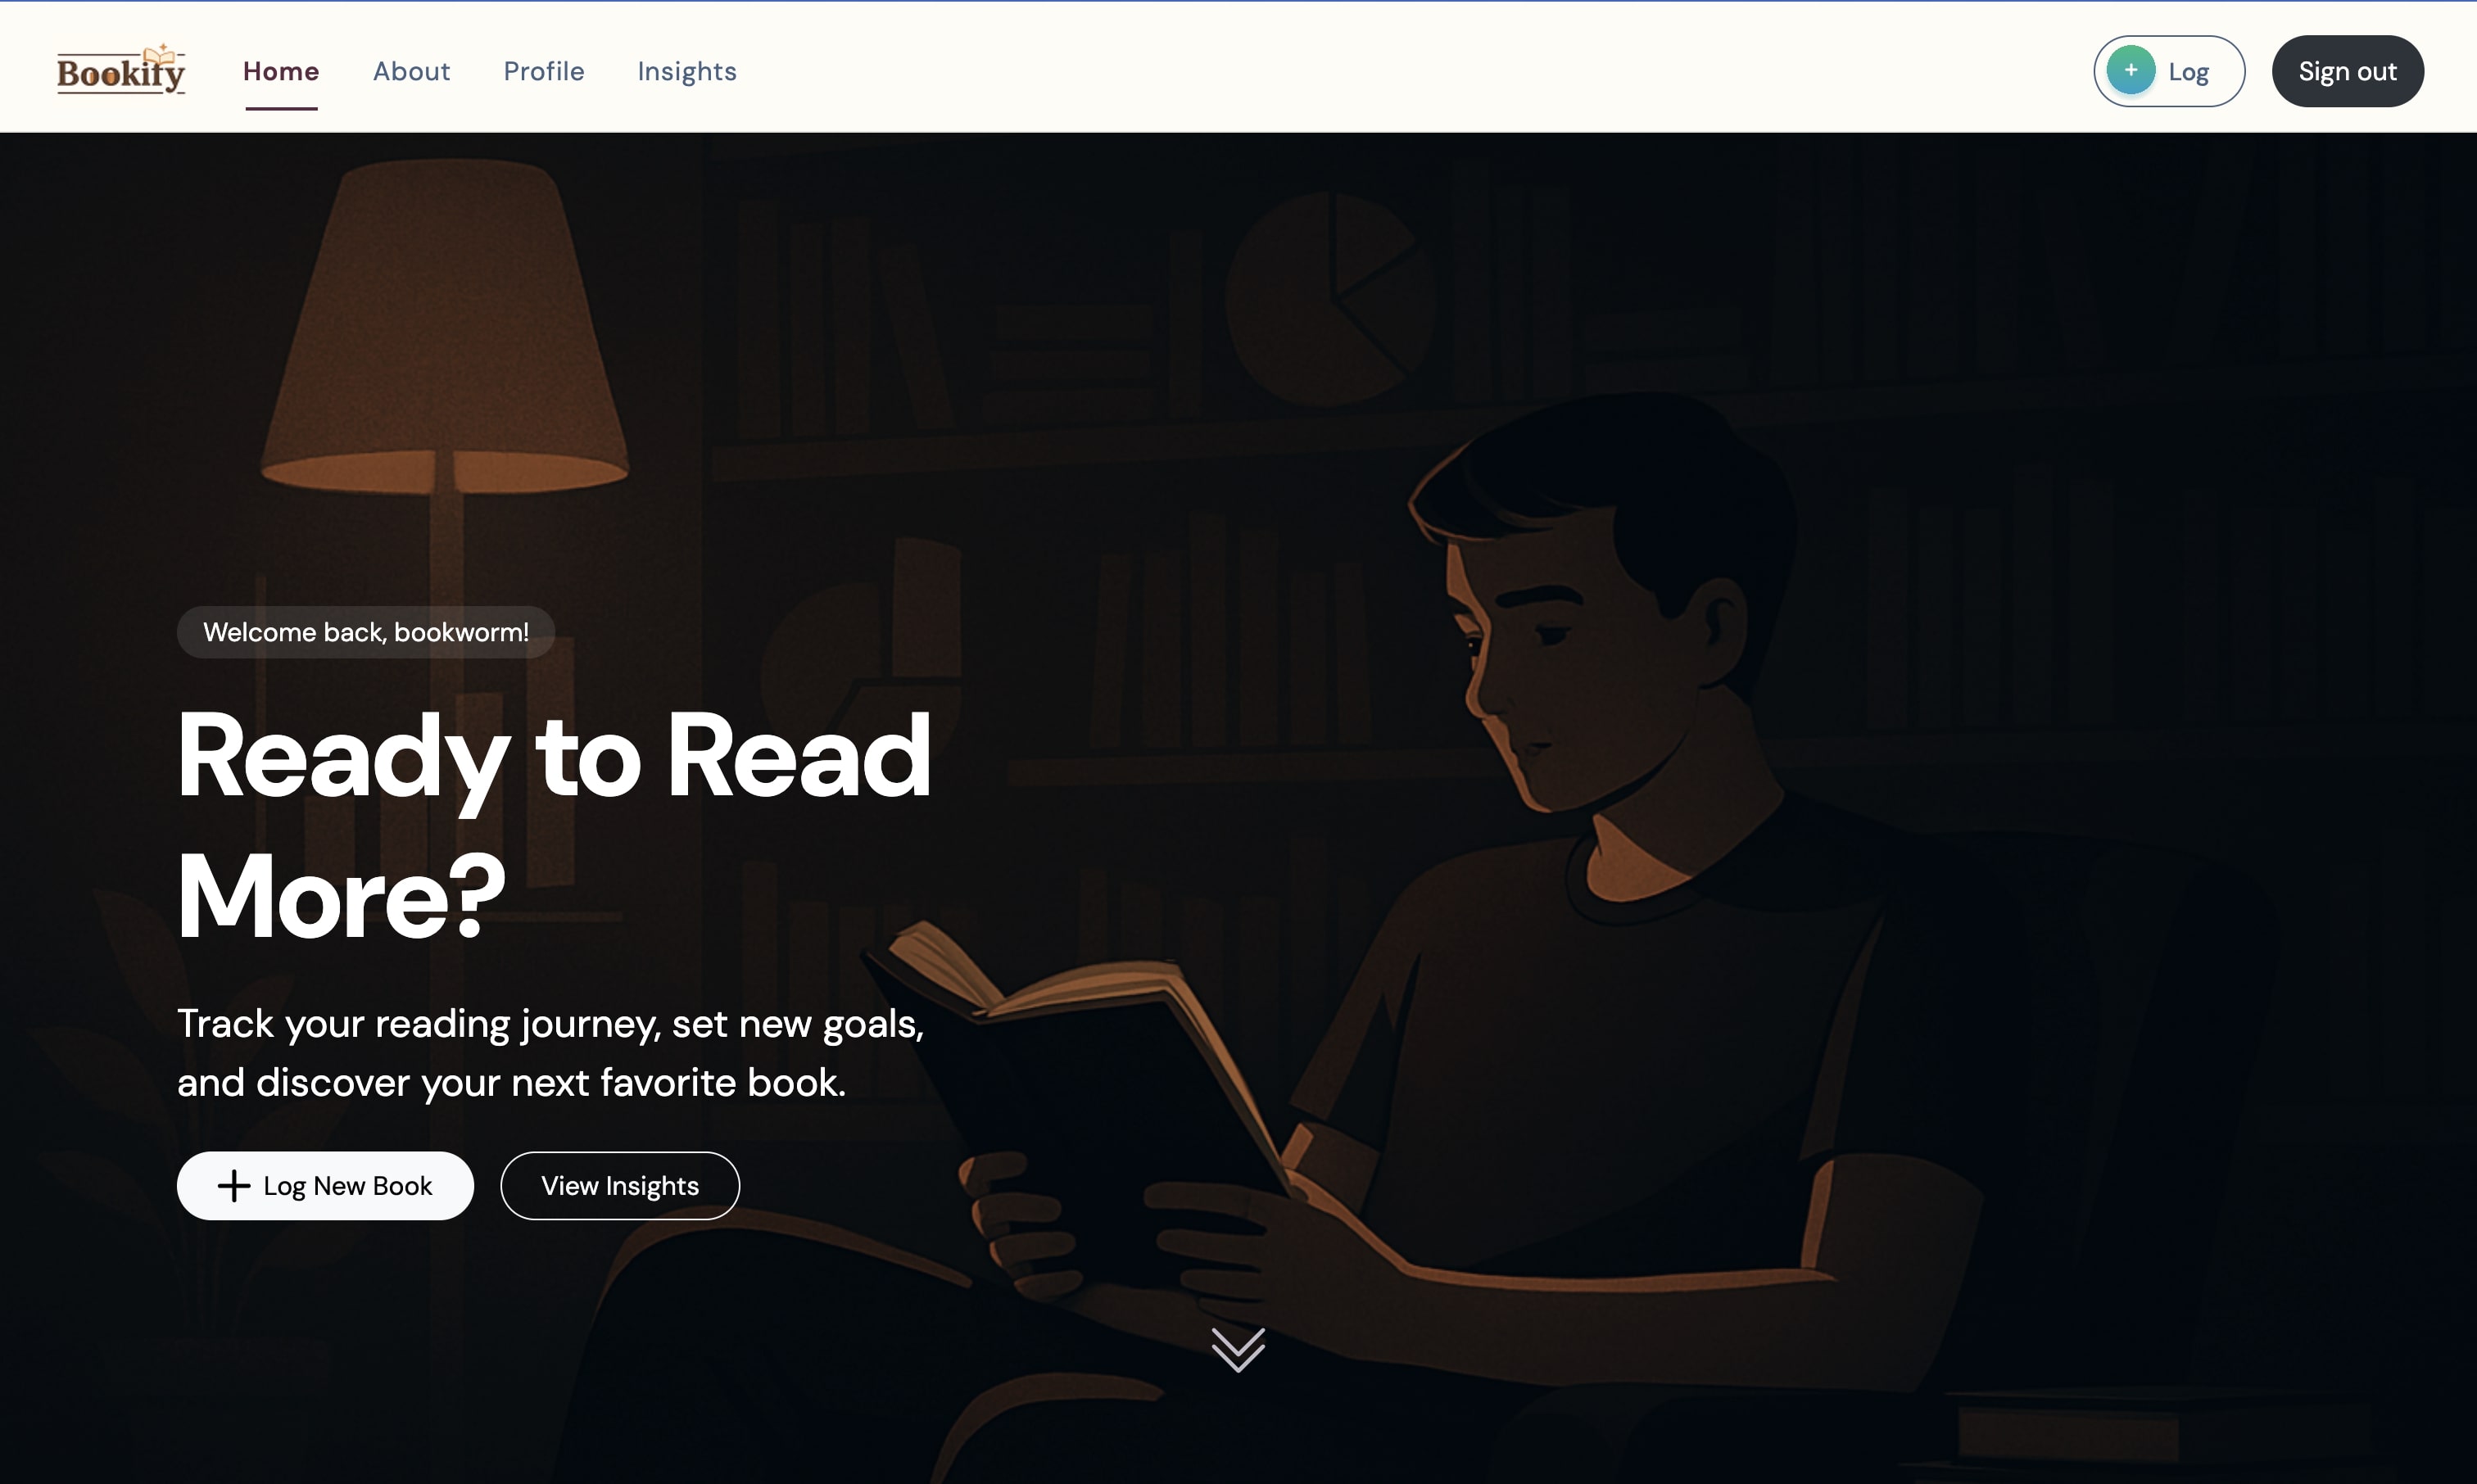 Bookify
Home About Profile Insights
+ Log
Sign out
Welcome back, bookworm!
Ready to Read
More?
Track your reading journey, set new goals,
and discover your next favorite book.
+ Log New Book
View Insights